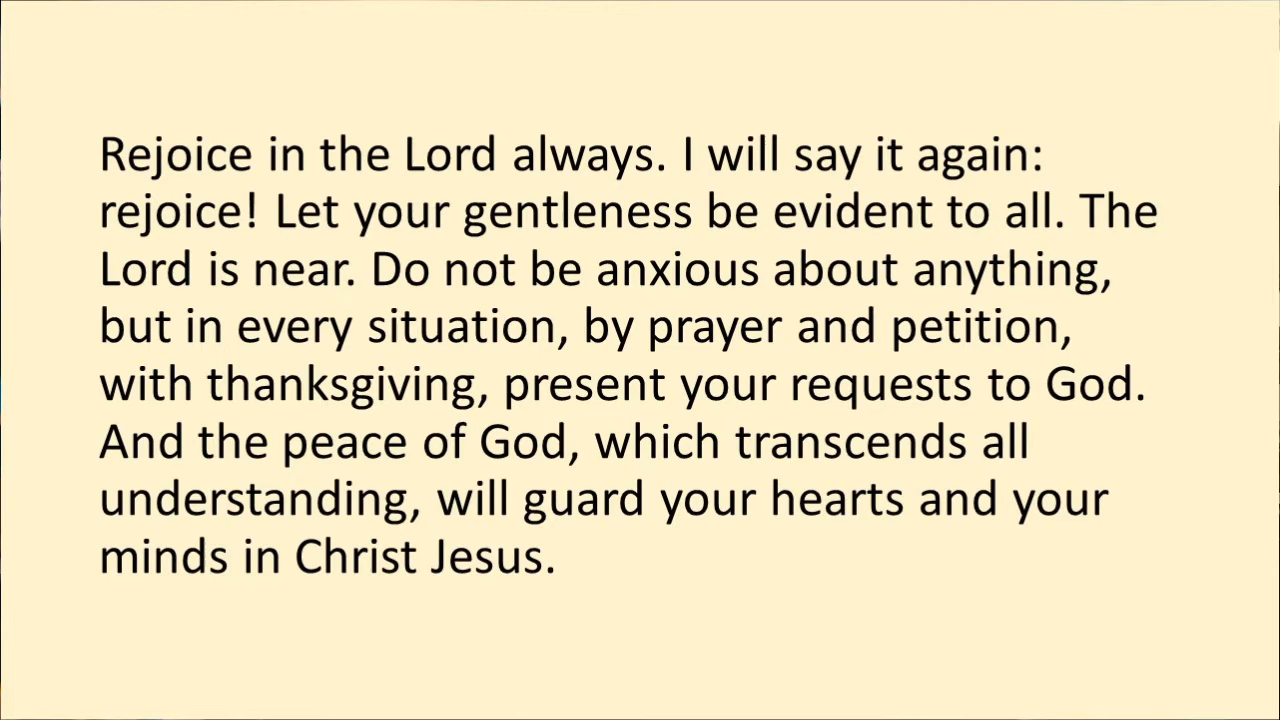 Rejoice in the Lord always. I will say it again:
rejoice! Let your gentleness be evident to all. The
Lord is near. Do not be anxious about anything,
but in every situation, by prayer and petition,
with thanksgiving, present your requests to God.
And the peace of God, which transcends all
understanding, will guard your hearts and your
minds in Christ Jesus.